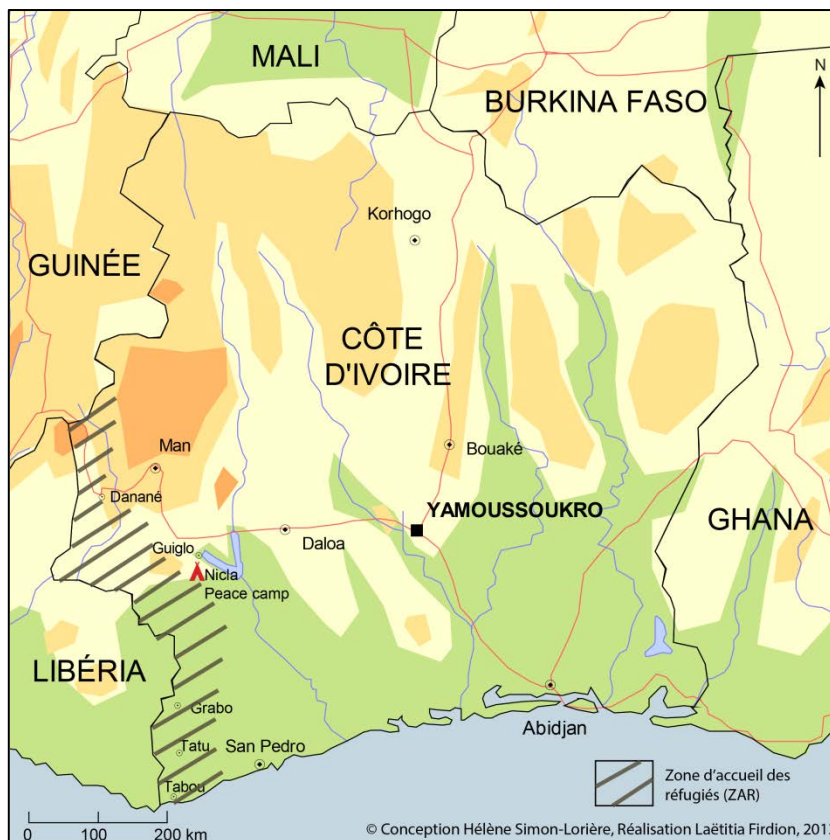 MALI
BURKINA FASO
N
Korhogo
GUINÉE
CÔTE
D'IVOIRE
Man
Bouaké
Danané
YAMOUSSOUKRO
GHANA
Daloa
Guiglo
Nicla
Peace camp
LIBÉRIA
Grabo
Tatu
San Pedro
Abidjan
Tabou
Zone d'accueil des
réfugiés (ZAR)
0 100 200 km
© Conception Hélène Simon-Lorière, Réalisation Laëtitia Firdion, 201